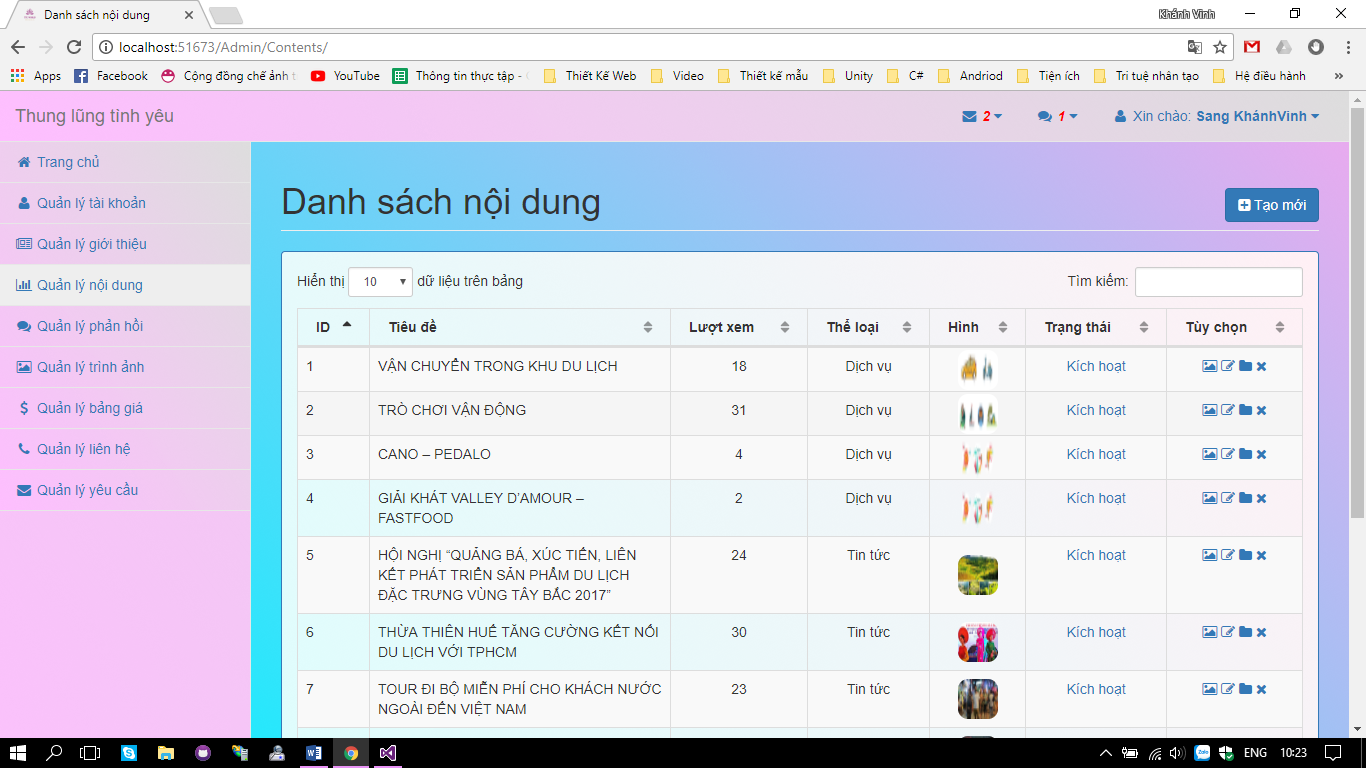 Danh sách nội dung
Khánh Vinh
localhost:51673/Admin/Contents/
Apps Facebook Cộng đồng chế ảnh YouTube Thông tin thực tập - Thiết Kế Web Video Thiết kế mẫu Unity C# Andriod Tiện ích Trí tuệ nhân tạo Hệ điều hành »
Thung lũng tình yêu
2 1 Xin chào: Sang KhánhVinh
Trang chủ
Quản lý tài khoản
Quản lý giới thiệu
Quản lý nội dung
Quản lý phản hồi
Quản lý trình ảnh
Quản lý bảng giá
Quản lý liên hệ
Quản lý yêu cầu
Danh sách nội dung
Tạo mới
Hiển thị 10 dữ liệu trên bảng Tìm kiếm:
ID Tiêu đề Lượt xem Thể loại Hình Trạng thái Tùy chọn
1 VẬN CHUYỂN TRONG KHU DU LỊCH 18 Dịch vụ Kích hoạt
2 TRÒ CHƠI VẬN ĐỘNG 31 Dịch vụ Kích hoạt
3 CANO – PEDALO 4 Dịch vụ Kích hoạt
4 GIẢI KHÁT VALLEY D'AMOUR – 2 Dịch vụ Kích hoạt
FASTFOOD
5 HỘI NGHỊ “QUẢNG BÁ, XÚC TIẾN, LIÊN 24 Tin tức Kích hoạt
KẾT PHÁT TRIỂN SẢN PHẨM DU LỊCH
ĐẶC TRƯNG VÙNG TÂY BẮC 2017”
6 THỪA THIÊN HUẾ TĂNG CƯỜNG KẾT NỐI 30 Tin tức Kích hoạt
DU LỊCH VỚI TPHCM
7 TOUR ĐI BỘ MIỄN PHÍ CHO KHÁCH NƯỚC 23 Tin tức Kích hoạt
NGOÀI ĐẾN VIỆT NAM
ENG 10:23